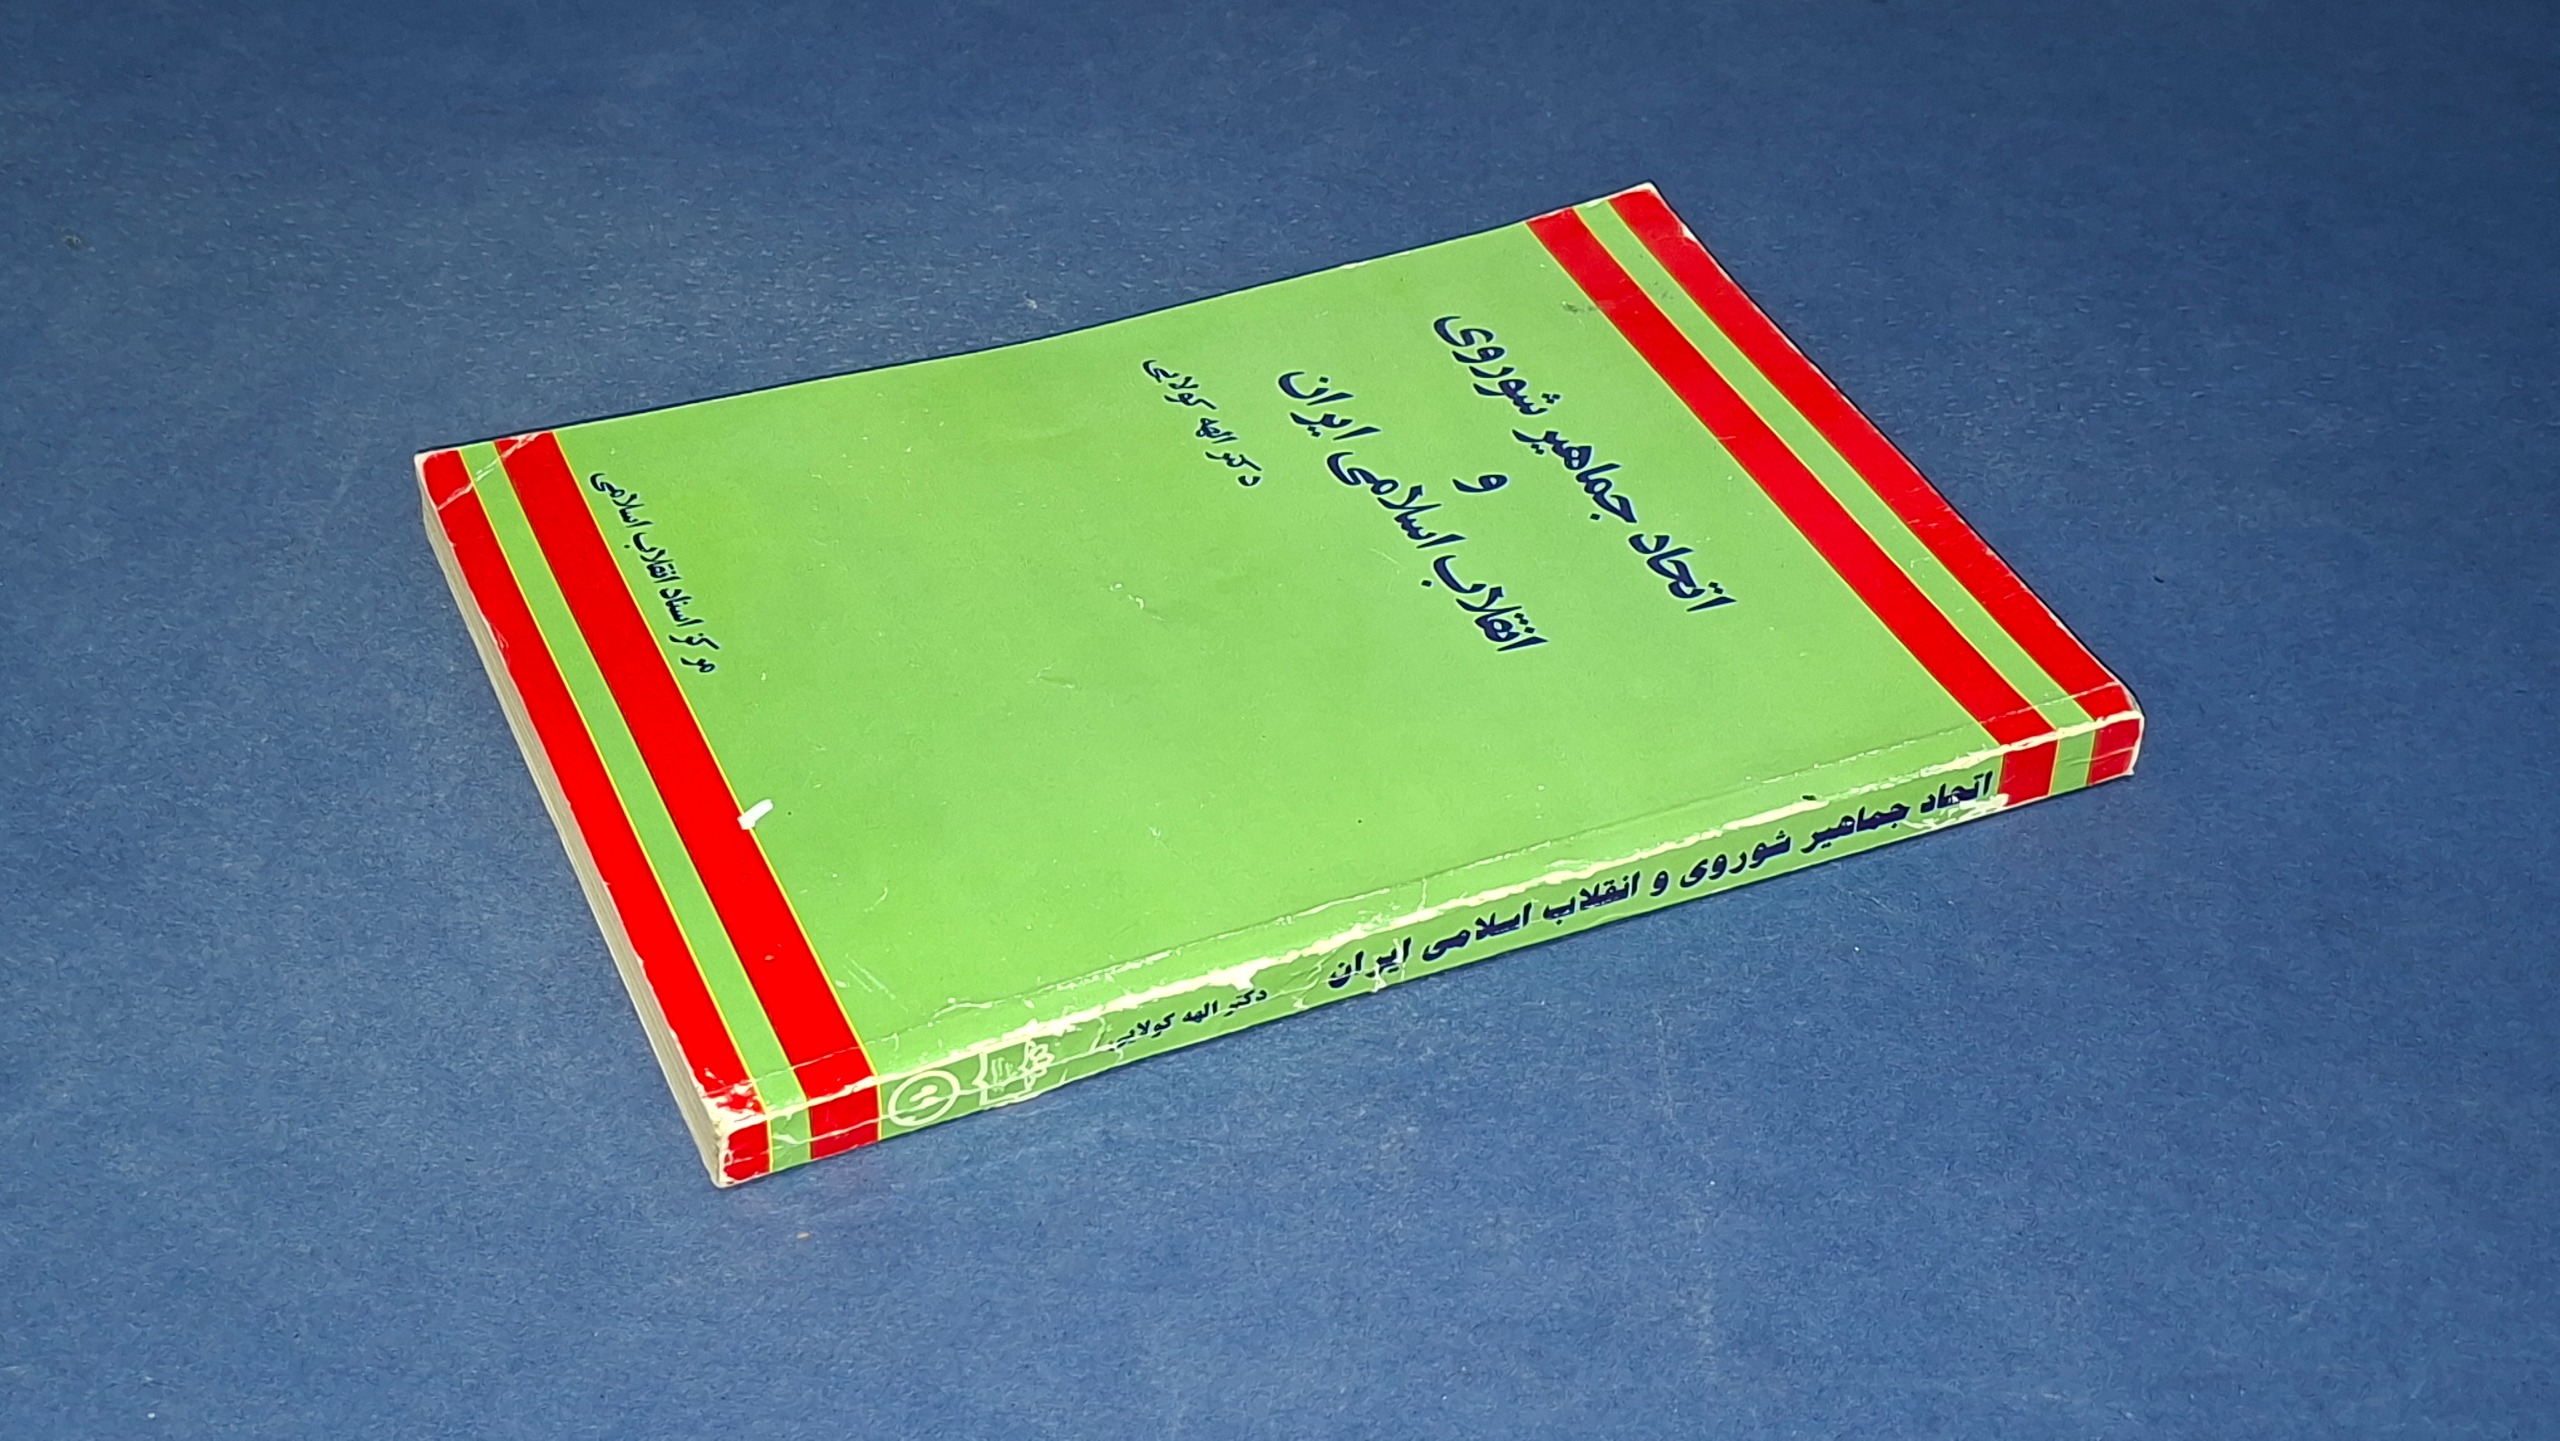 اتحاد جماهیر شوروی
و
انقلاب اسلامی ایران
دکتر الهه کولایی
مرکز اسناد انقلاب اسلامی
اتحاد جماهیر شوروی و انقلاب اسلامی ایران
دکتر الهه کولایی